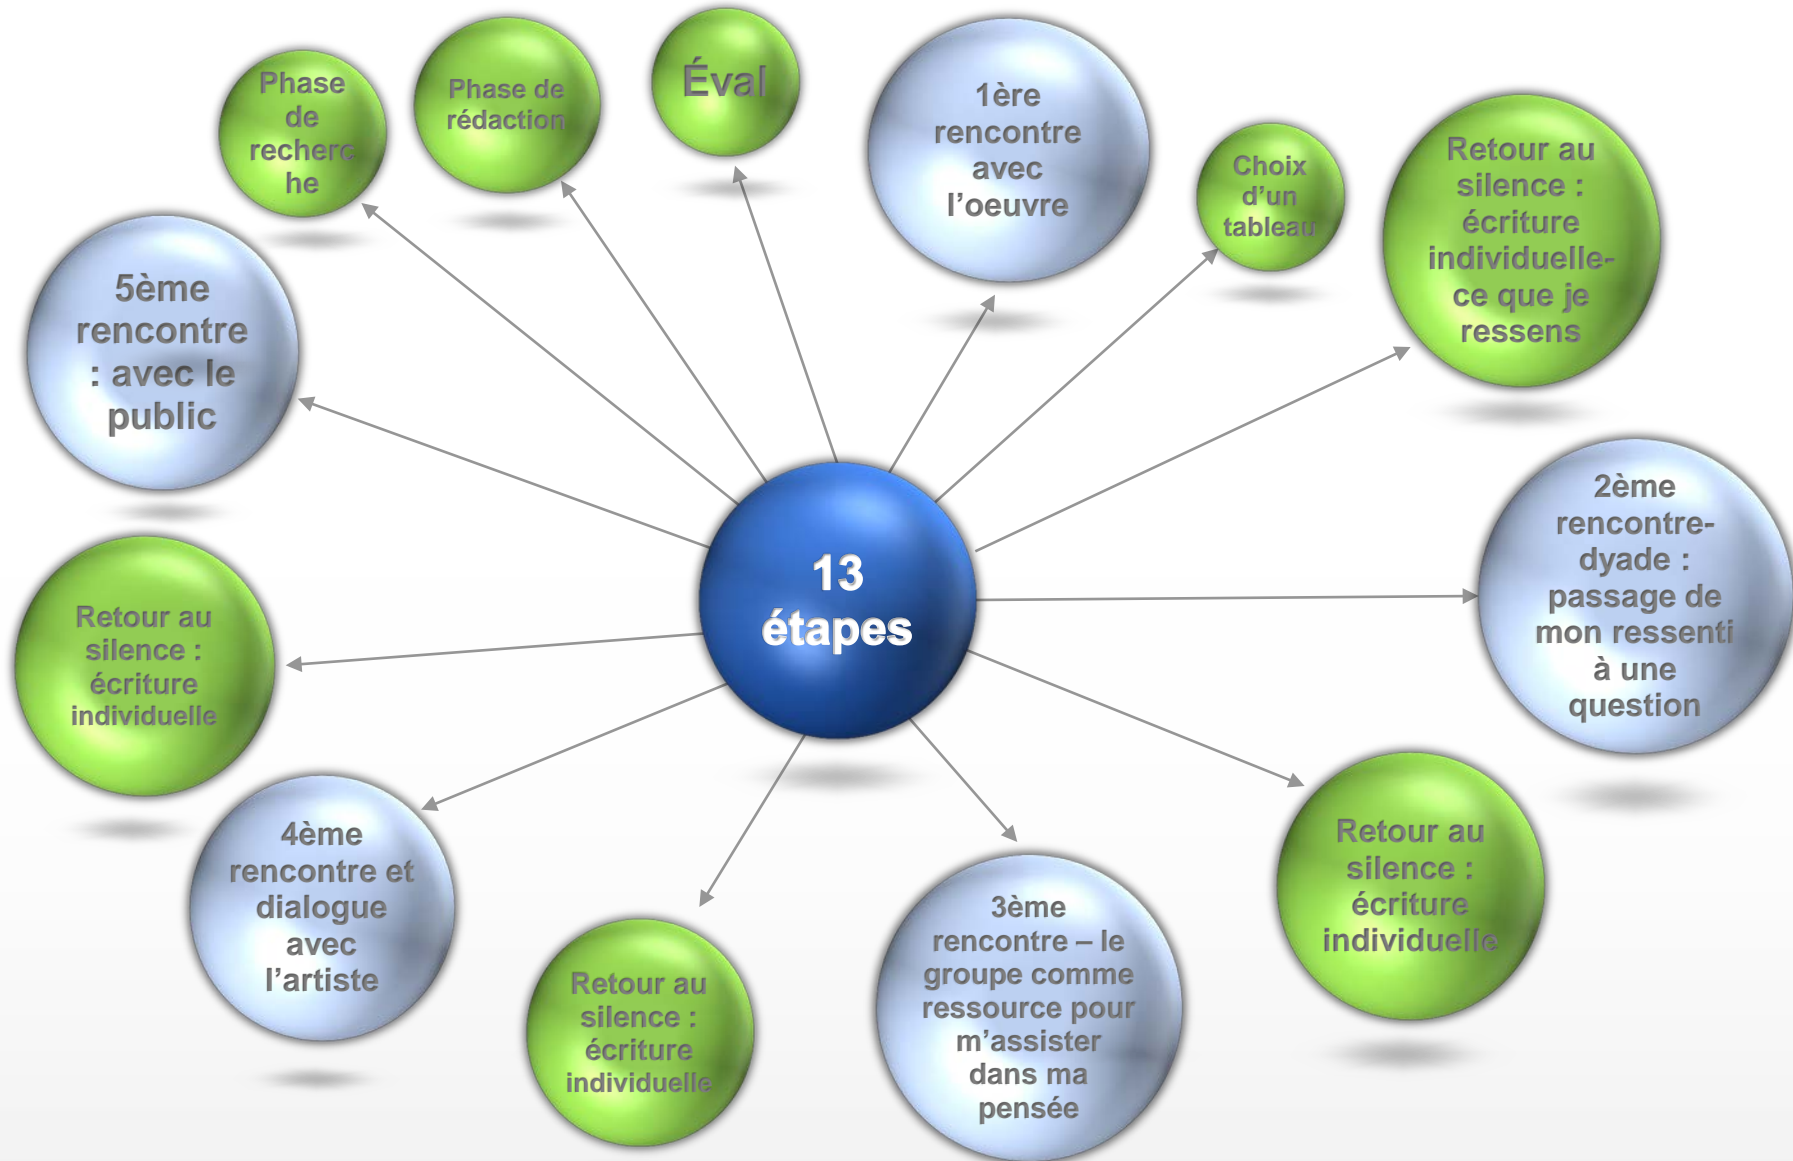 13
étapes
1ère
rencontre
avec
l’oeuvre
Choix
d’un
tableau
Retour au
silence :
écriture
individuelle-
ce que je
ressens
2ème
rencontre-
dyade :
passage de
mon ressenti
à une
question
Retour au
silence :
écriture
individuelle
3ème
rencontre – le
groupe comme
ressource pour
m’assister
dans ma
pensée
Retour au
silence :
écriture
individuelle
4ème
rencontre et
dialogue
avec
l’artiste
Retour au
silence :
écriture
individuelle
5ème
rencontre
: avec le
public
Phase
de
recherc
he
Phase de
rédaction
Éval